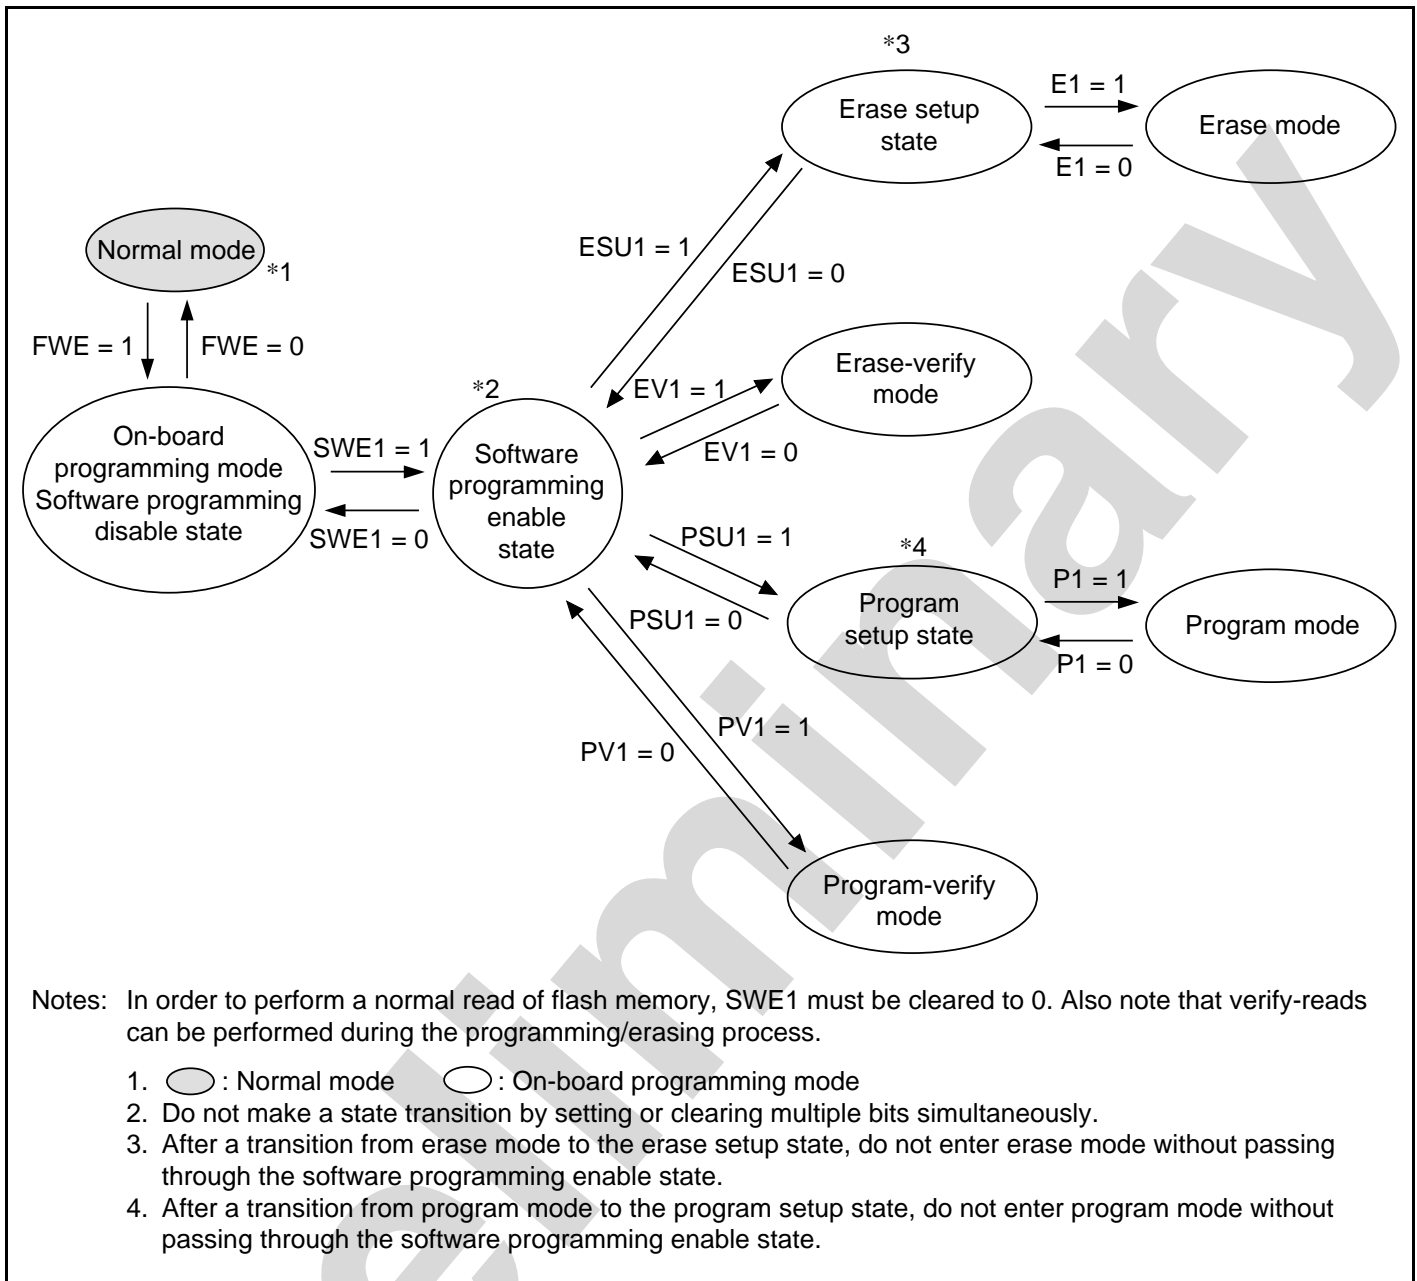 *3
Erase setup
state
E1 = 1
E1 = 0
Erase mode
Normal mode
*1
FWE = 1
FWE = 0
ESU1 = 1
ESU1 = 0
On-board
programming mode
Software programming
disable state
SWE1 = 1
SWE1 = 0
*2
Software
programming
enable
state
EV1 = 1
EV1 = 0
Erase-verify
mode
PSU1 = 1
PSU1 = 0
*4
Program
setup state
P1 = 1
P1 = 0
Program mode
PV1 = 1
PV1 = 0
Program-verify
mode
Notes: In order to perform a normal read of flash memory, SWE1 must be cleared to 0. Also note that verify-reads
can be performed during the programming/erasing process.
1. : Normal mode : On-board programming mode
2. Do not make a state transition by setting or clearing multiple bits simultaneously.
3. After a transition from erase mode to the erase setup state, do not enter erase mode without passing
through the software programming enable state.
4. After a transition from program mode to the program setup state, do not enter program mode without
passing through the software programming enable state.
eliminary